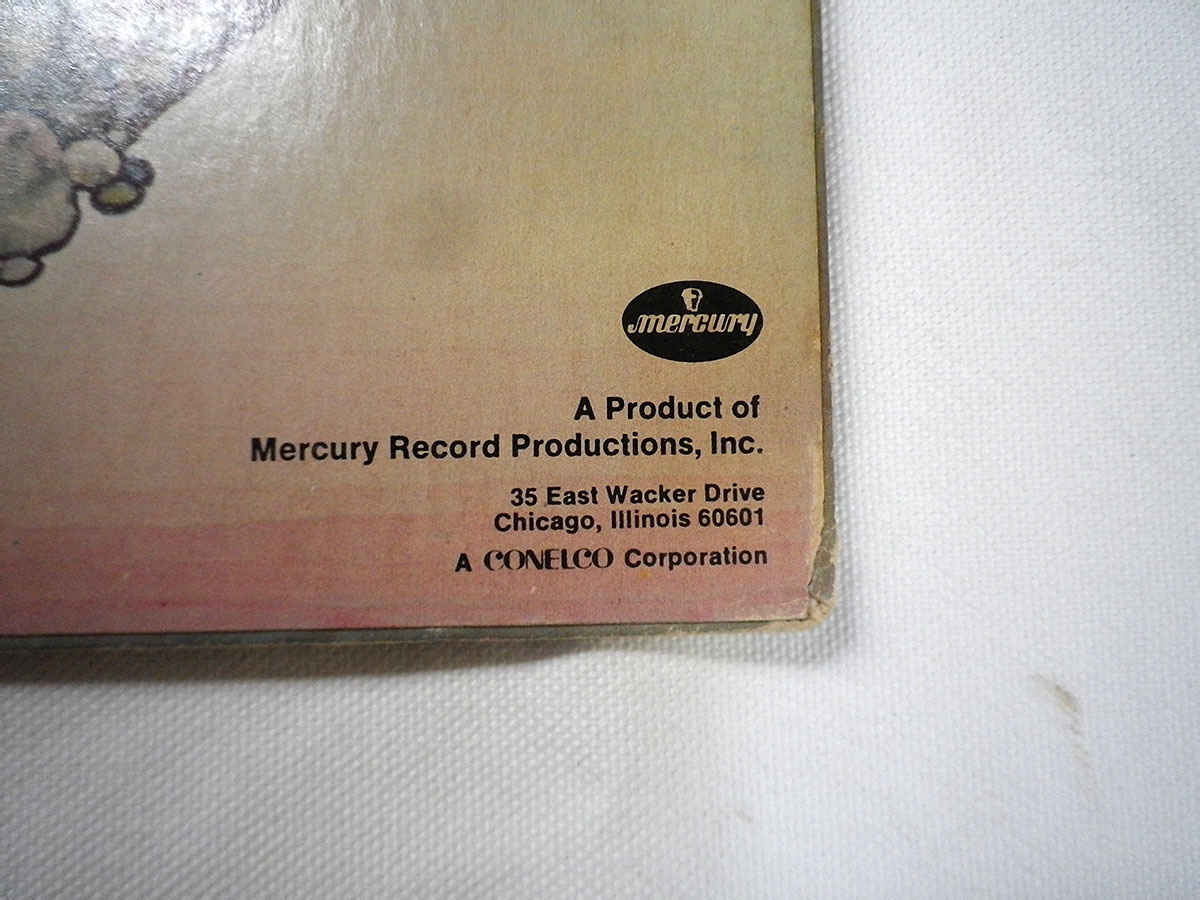 mercury
A Product of
Mercury Record Productions, Inc.
35 East Wacker Drive
Chicago, Illinois 60601
A CONELCO Corporation